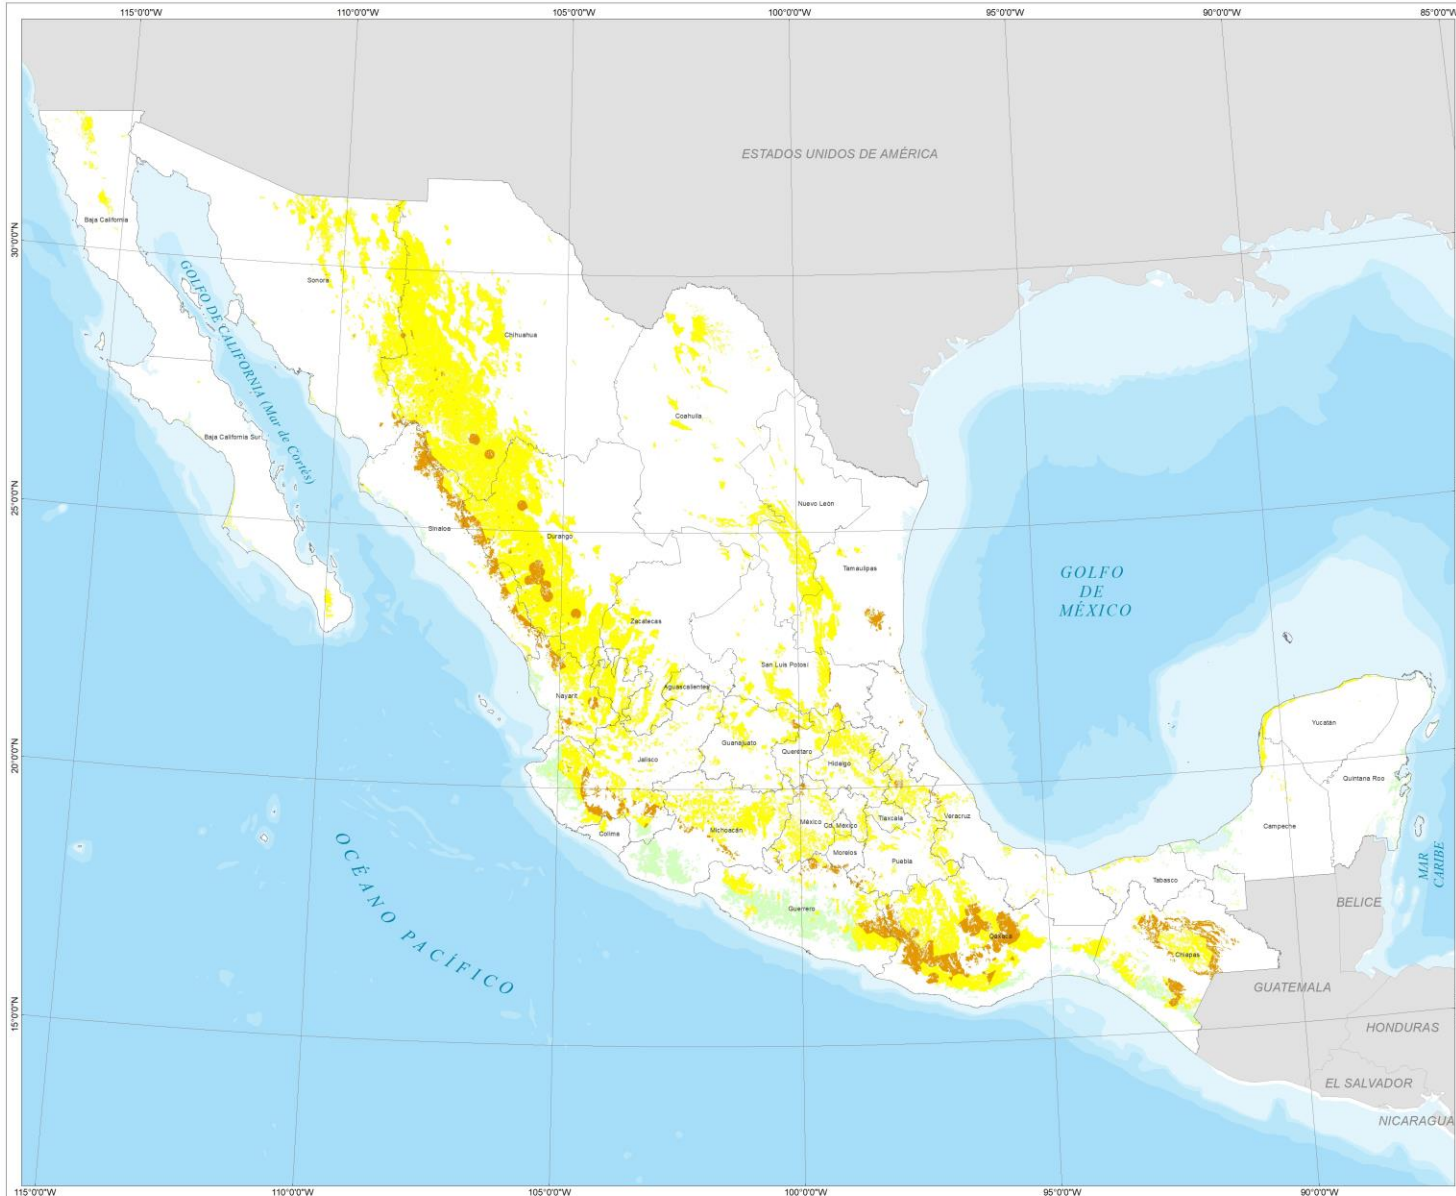 115°0'0"W 110°0'0"W 105°0'0"W 100°0'0"W 95°0'0"W 90°0'0"W 85°0'0"W
ESTADOS UNIDOS DE AMÉRICA
Baja California
30°0'0"N
Sonora
GOLFO DE CALIFORNIA (Mar de Cortés)
Chihuahua
Coahuila
Baja California Sur
25°0'0"N
Nuevo León
Sinaloa
Durango
Tamaulipas
GOLFO
DE
MÉXICO
Zacatecas
San Luis Potosí
Nayarit
Aguascalientes
Yucatán
Guanajuato
Querétaro
20°0'0"N
Jalisco
Hidalgo
Quintana Roo
México
Cd. México
Tlaxcala
Veracruz
Michoacán
Colima
Campeche
Morelos
Puebla
MAR
CARIBE
Tabasco
OCÉANO PACÍFICO
Guerrero
BELICE
Oaxaca
Chiapas
GUATEMALA
15°0'0"N
HONDURAS
EL SALVADOR
NICARAGUA
115°0'0"W 110°0'0"W 105°0'0"W 100°0'0"W 95°0'0"W 90°0'0"W